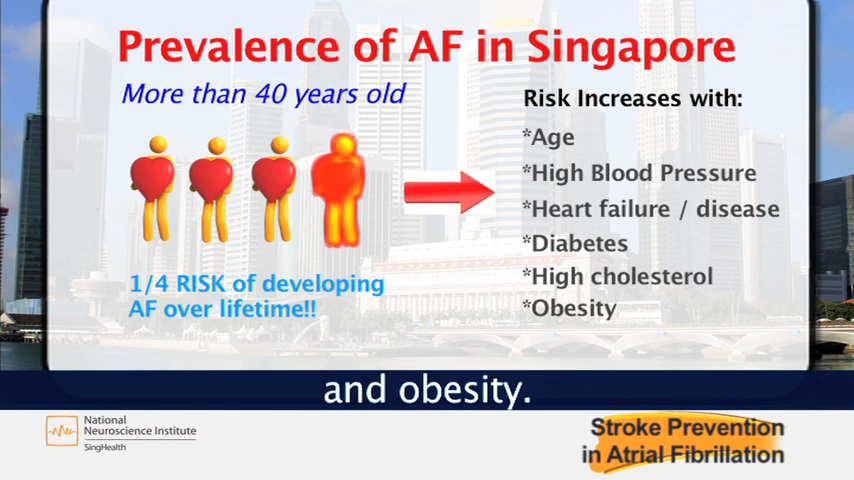 Prevalence of AF in Singapore
More than 40 years old
1/4 RISK of developing
AF over lifetime!!
Risk Increases with:
*Age
*High Blood Pressure
*Heart failure / disease
*Diabetes
*High cholesterol
*Obesity
and obesity.
National
Neuroscience Institute
SingHealth
Stroke Prevention
in Atrial Fibrillation